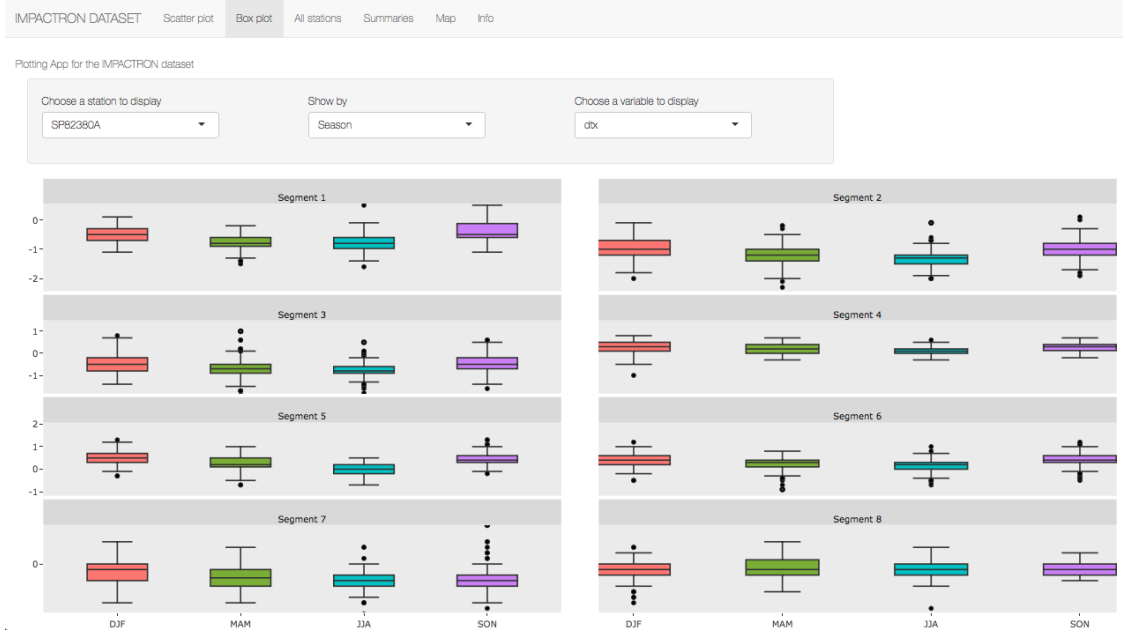 IMPACTRON DATASET Scatter plot Box plot All stations Summaries Map Info
Plotting App for the IMPACTRON dataset
Choose a station to display Show by Choose a variable to display
SP82380A Season dtx
Segment 1 Segment 2
0
-1
-2
Segment 3 Segment 4
1
0
-1
Segment 5 Segment 6
2
1
0
-1
Segment 7 Segment 8
0
DJF MAM JJA SON DJF MAM JJA SON